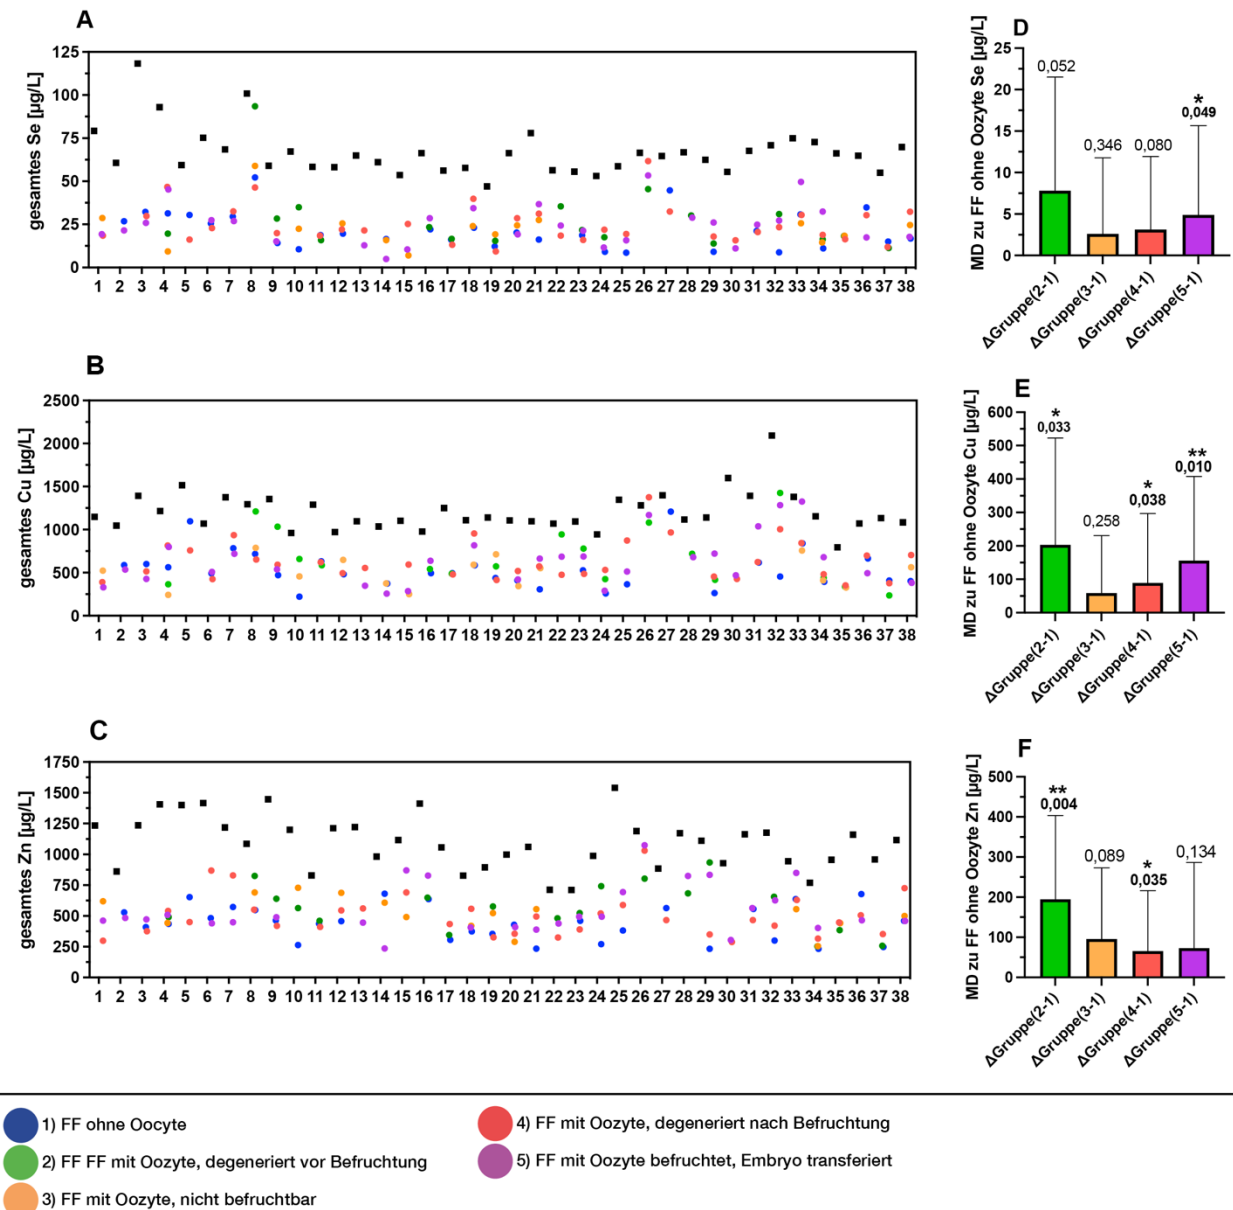 A
gesamtes Se [µg/L]
125
100
75
50
25
0
1 2 3 4 5 6 7 8 9 10 11 12 13 14 15 16 17 18 19 20 21 22 23 24 25 26 27 28 29 30 31 32 33 34 35 36 37 38
D
MD zu FF ohne Oozyte Se [µg/L]
25
20
15
10
5
0
0,052
0,346
0,080
*
0,049
ΔGruppe(2-1)
ΔGruppe(3-1)
ΔGruppe(4-1)
ΔGruppe(5-1)
B
gesamtes Cu [µg/L]
2500
2000
1500
1000
500
0
1 2 3 4 5 6 7 8 9 10 11 12 13 14 15 16 17 18 19 20 21 22 23 24 25 26 27 28 29 30 31 32 33 34 35 36 37 38
E
MD zu FF ohne Oozyte Cu [µg/L]
600
500
400
300
200
100
0
*
0,033
0,258
*
0,038
**
0,010
ΔGruppe(2-1)
ΔGruppe(3-1)
ΔGruppe(4-1)
ΔGruppe(5-1)
C
gesamtes Zn [µg/L]
1750
1500
1250
1000
750
500
250
0
1 2 3 4 5 6 7 8 9 10 11 12 13 14 15 16 17 18 19 20 21 22 23 24 25 26 27 28 29 30 31 32 33 34 35 36 37 38
F
MD zu FF ohne Oozyte Zn [µg/L]
500
400
300
200
100
0
**
0,004
0,089
*
0,035
0,134
ΔGruppe(2-1)
ΔGruppe(3-1)
ΔGruppe(4-1)
ΔGruppe(5-1)
1) FF ohne Oocyte
2) FF FF mit Oozyte, degeneriert vor Befruchtung
3) FF mit Oozyte, nicht befruchtbar
4) FF mit Oozyte, degeneriert nach Befruchtung
5) FF mit Oozyte befruchtet, Embryo transferiert